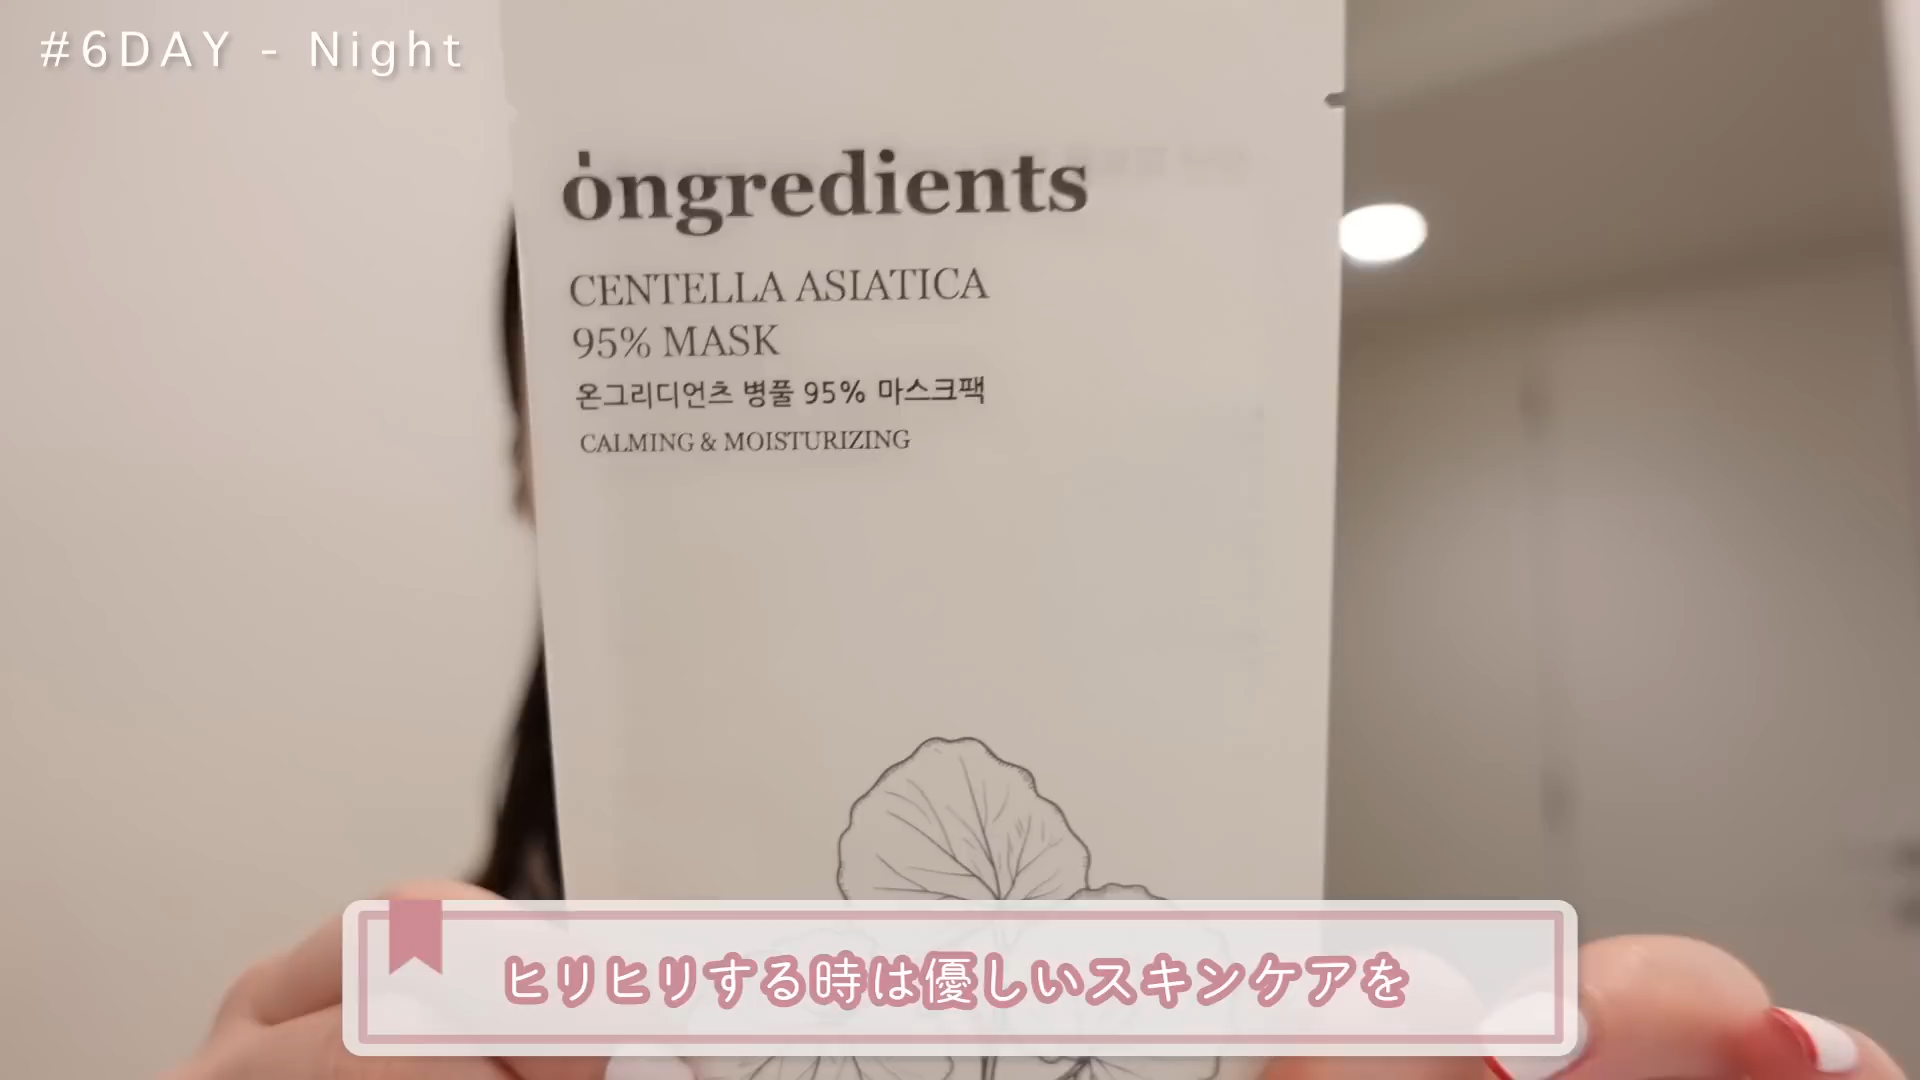 #6DAY - Night
ongredients
CENTELLA ASIATICA
95% MASK
온그리디언츠 병풀 95% 마스크팩
CALMING & MOISTURIZING
ヒリヒリする時は優しいスキンケアを